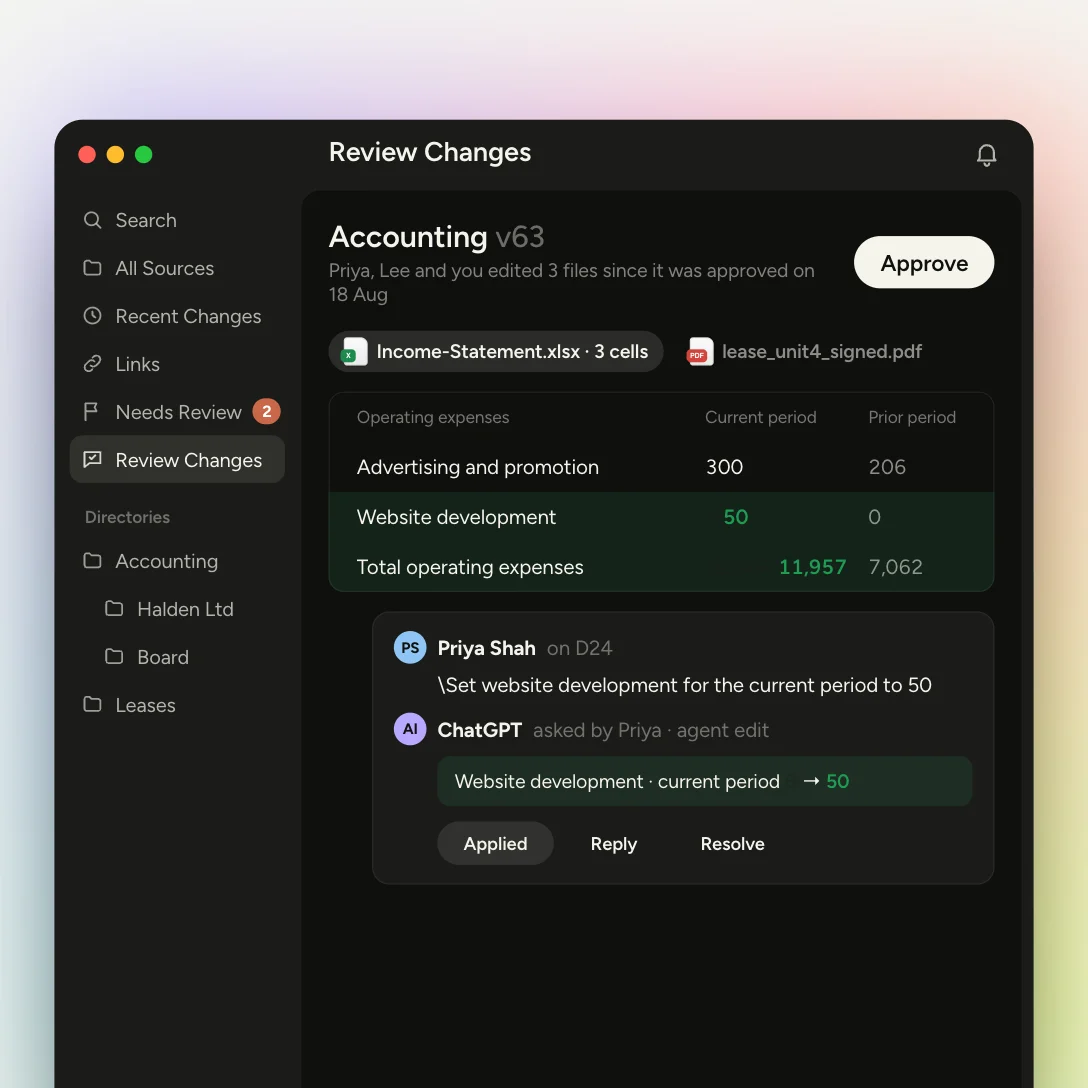 Review Changes
Search
All Sources
Recent Changes
Links
Needs Review 2
Review Changes
Directories
Accounting
Halden Ltd
Board
Leases
Accounting v63
Priya, Lee and you edited 3 files since it was approved on
18 Aug
Approve
X Income-Statement.xlsx · 3 cells
PDF lease_unit4_signed.pdf
Operating expenses Current period Prior period
Advertising and promotion 300 206
Website development 50 0
Total operating expenses 11,957 7,062
PS Priya Shah on D24
\Set website development for the current period to 50
AI ChatGPT asked by Priya · agent edit
Website development · current period → 50
Applied Reply Resolve